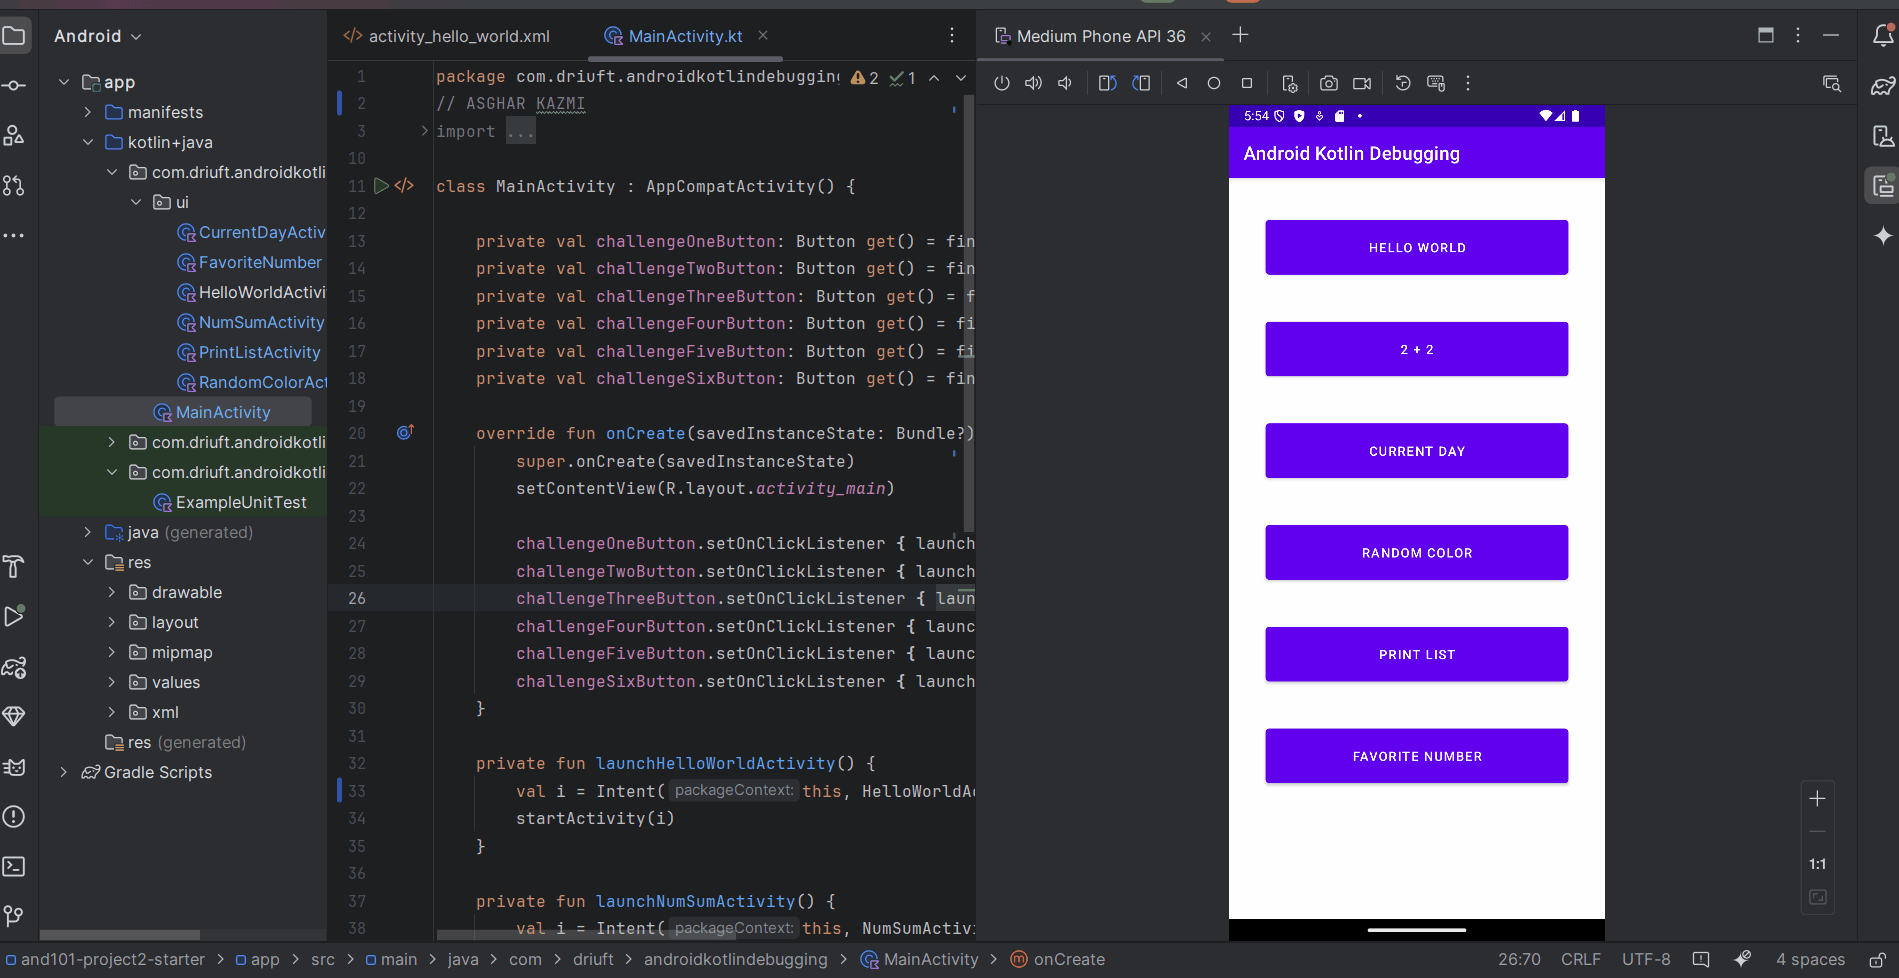 Android
app
manifests
kotlin+java
com.driuft.androidkotli
ui
CurrentDayActiv
FavoriteNumber
HelloWorldActivi
NumSumActivity
PrintListActivity
RandomColorAct
MainActivity
com.driuft.androidkotli
com.driuft.androidkotli
ExampleUnitTest
java (generated)
res
drawable
layout
mipmap
values
xml
res (generated)
Gradle Scripts
activity_hello_world.xml
MainActivity.kt
2 1
1 package com.driuft.androidkotlindebugging
2 // ASGHAR KAZMI
3 import ...
10
11 class MainActivity : AppCompatActivity() {
12
13 private val challengeOneButton: Button get() = fin
14 private val challengeTwoButton: Button get() = fin
15 private val challengeThreeButton: Button get() = f
16 private val challengeFourButton: Button get() = fi
17 private val challengeFiveButton: Button get() = fi
18 private val challengeSixButton: Button get() = fin
19
20 override fun onCreate(savedInstanceState: Bundle?)
21 super.onCreate(savedInstanceState)
22 setContentView(R.layout.activity_main)
23
24 challengeOneButton.setOnClickListener { launch
25 challengeTwoButton.setOnClickListener { launch
26 challengeThreeButton.setOnClickListener { laun
27 challengeFourButton.setOnClickListener { launc
28 challengeFiveButton.setOnClickListener { launc
29 challengeSixButton.setOnClickListener { launch
30 }
31
32 private fun launchHelloWorldActivity() {
33 val i = Intent( packageContext: this, HelloWorldA
34 startActivity(i)
35 }
36
37 private fun launchNumSumActivity() {
38 val i = Intent( packageContext: this, NumSumActivi
Medium Phone API 36
5:54
Android Kotlin Debugging
HELLO WORLD
2 + 2
CURRENT DAY
RANDOM COLOR
PRINT LIST
FAVORITE NUMBER
1:1
and101-project2-starter > app > src > main > java > com > driuft > androidkotlindebugging > MainActivity > onCreate
26:70 CRLF UTF-8 4 spaces